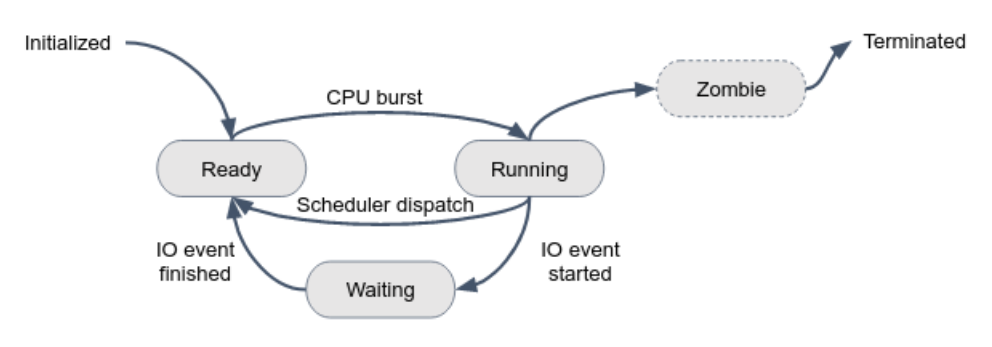 Initialized
Terminated
Zombie
CPU burst
Ready
Running
Scheduler dispatch
IO event
finished
IO event
started
Waiting